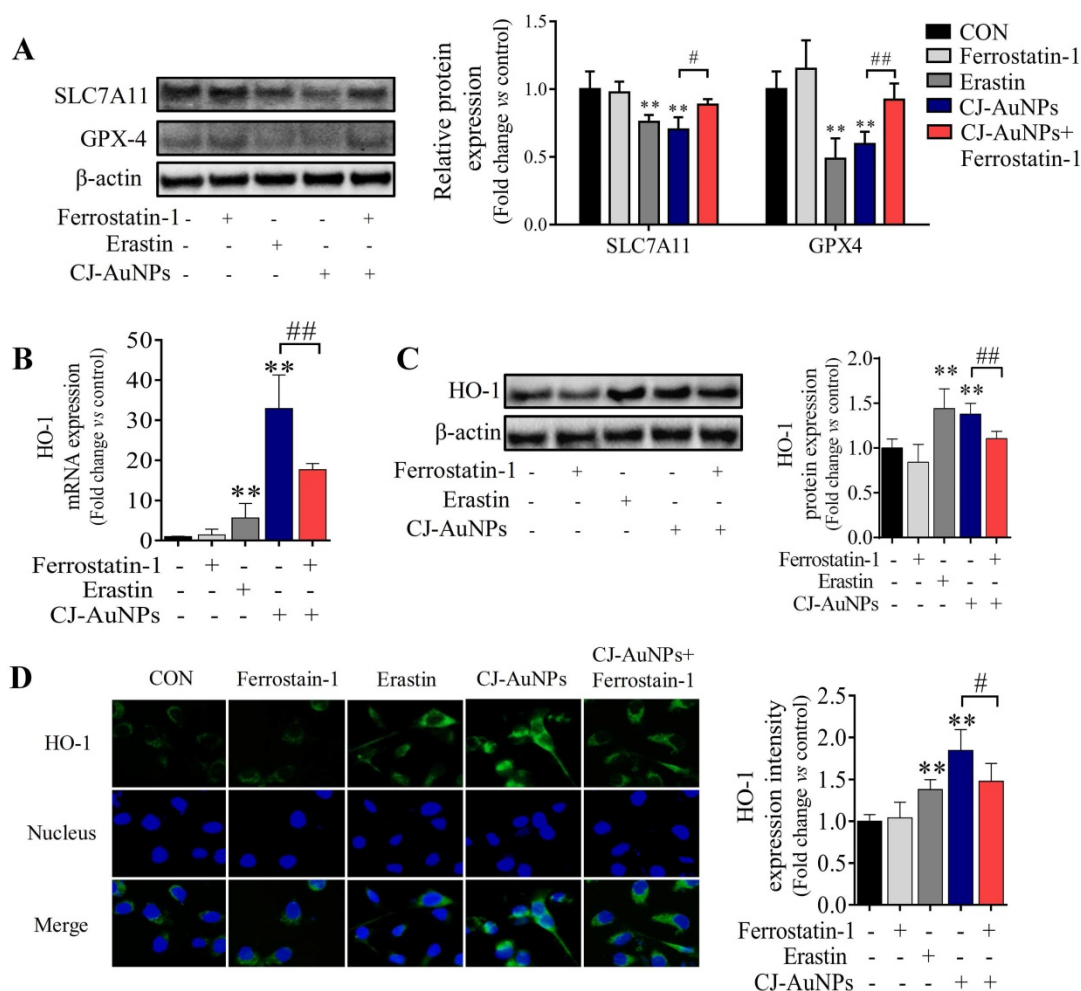 A
SLC7A11
GPX-4
β-actin
Ferrostatin-1 - + - - +
Erastin - - + - -
CJ-AuNPs - - - + +
Relative protein
expression
(Fold change vs control)
1.5
1.0
0.5
0.0
** ** #
** ** ##
SLC7A11 GPX4
CON
Ferrostatin-1
Erastin
CJ-AuNPs
CJ-AuNPs+
Ferrostatin-1
B
HO-1
mRNA expression
(Fold change vs control)
50
40
30
20
10
0
** ** ##
Ferrostatin-1 - + - - +
Erastin - - + - -
CJ-AuNPs - - - + +
C
HO-1
β-actin
Ferrostatin-1 - + - - +
Erastin - - + - -
CJ-AuNPs - - - + +
HO-1
protein expression
(Fold change vs control)
2.0
1.5
1.0
0.5
0.0
** ** ##
Ferrostatin-1 - + - - +
Erastin - - + - -
CJ-AuNPs - - - + +
D
CON Ferrostain-1 Erastin CJ-AuNPs CJ-AuNPs+
Ferrostain-1
HO-1
Nucleus
Merge
HO-1
expression intensity
(Fold change vs control)
2.5
2.0
1.5
1.0
0.5
0.0
** ** #
Ferrostatin-1 - + - - +
Erastin - - + - -
CJ-AuNPs - - - + +